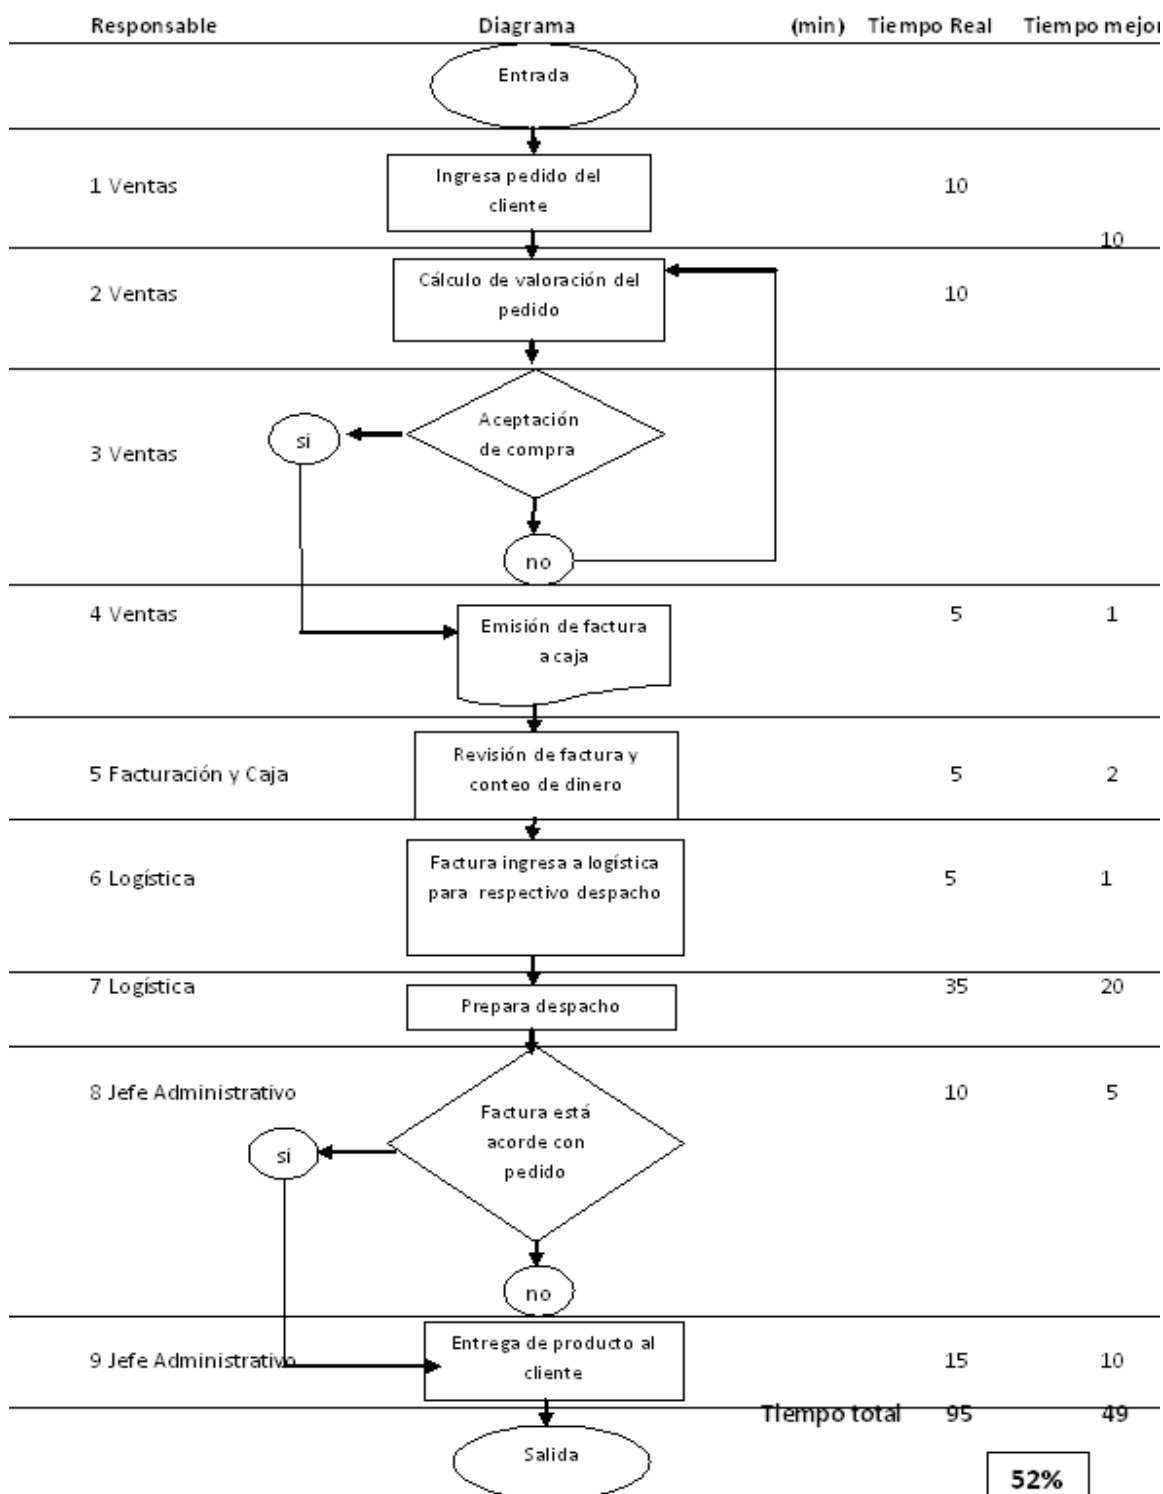 Responsable Diagrama (min) Tiempo Real Tiempo mejor
Entrada
1 Ventas Ingresa pedido del 10
cliente
10
2 Ventas Cálculo de valoración del 10
pedido
Aceptación
si
de compra
3 Ventas
no
4 Ventas Emisión de factura 5 1
a caja
Revisión de factura y
5 Facturación y Caja conteo de dinero 5 2
Factura ingresa a logística
6 Logística para respectivo despacho 5 1
7 Logística 35 20
Prepara despacho
8 Jefe Administrativo 10 5
Factura está
acorde con
si
pedido
no
Entrega de producto al
9 Jefe Administrativo cliente 15 10
Tiempo total 95 49
Salida
52%